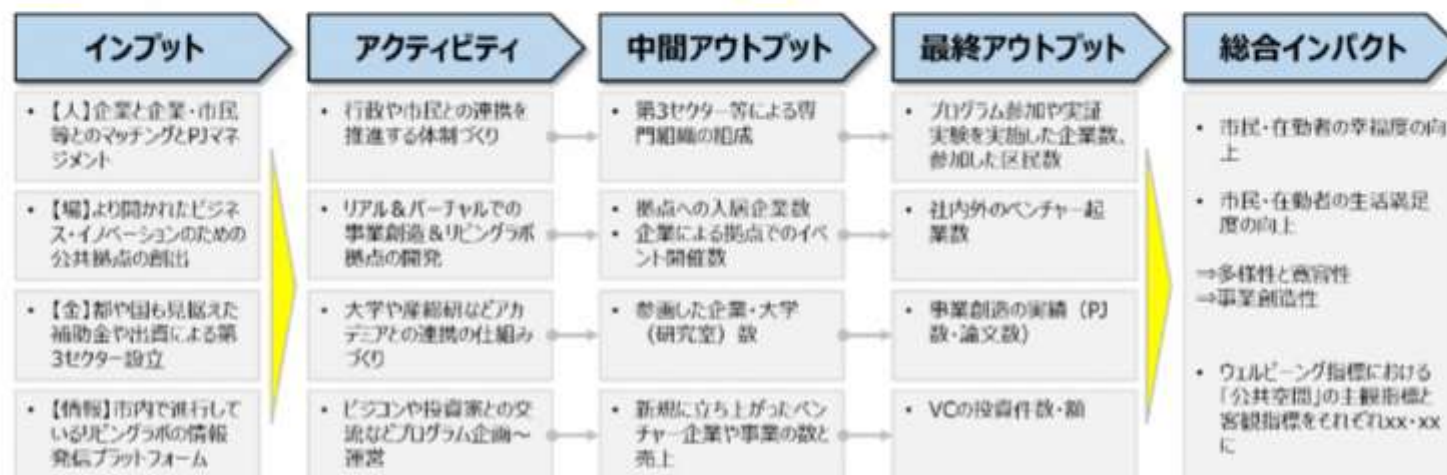 インプット
アクティビティ
中間アウトプット
最終アウトプット
総合インパクト
• 【人】企業と企業・市民
等とのマッチングとPJマネ
ジメント
• 行政や市民との連携を
推進する体制づくり
• 第3セクター等による専
門組織の組成
• プログラム参加や実証
実験を実施した企業数、
参加した区民数
• 【場】より開かれたビジネ
ス・イノベーションのための
公共拠点の創出
• リアル＆バーチャルでの
事業創造＆リビングラボ
拠点の開発
• 拠点への入居企業数
• 企業による拠点でのイベ
ント開催数
• 社内外のベンチャー起
業数
• 【金】都や国も見据えた
補助金や出資による第
3セクター設立
• 大学や産総研などアカ
デミアとの連携の仕組み
づくり
• 参画した企業・大学
（研究室）数
• 事業創造の実績（PJ
数・論文数）
• 【情報】市内で進行して
いるリビングラボの情報
発信プラットフォーム
• ビジコンや投資家との交
流などプログラム企画～
運営
• 新規に立ち上がったベン
チャー企業や事業の数と
売上
• VCの投資件数・額
• 市民・在勤者の幸福度の向
上
• 市民・在勤者の生活満足
度の向上
⇒多様性と寛容性
⇒事業創造性
• ウェルビーング指標における
「公共空間」の主観指標と
客観指標をそれぞれxx・xx
に